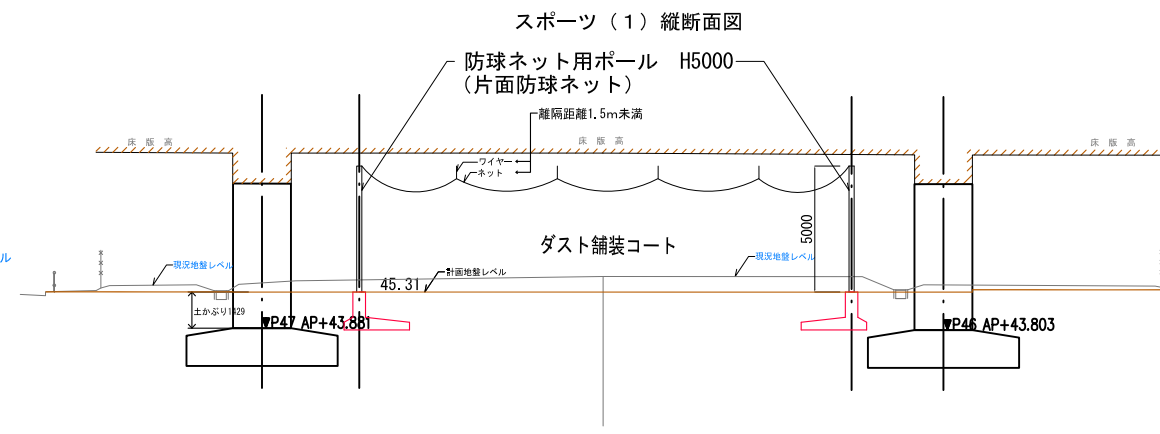 スポーツ（１）縦断面図
防球ネット用ポール　H5000
（片面防球ネット）
離隔距離1.5m未満
床　版　高
床　版　高
床　版　高
ワイヤー
ネット
5000
ダスト舗装コート
ル
現況地盤レベル
計画地盤レベル
現況地盤レベル
45.31
土かぶり1429
P47 AP+43.881
P46 AP+43.803